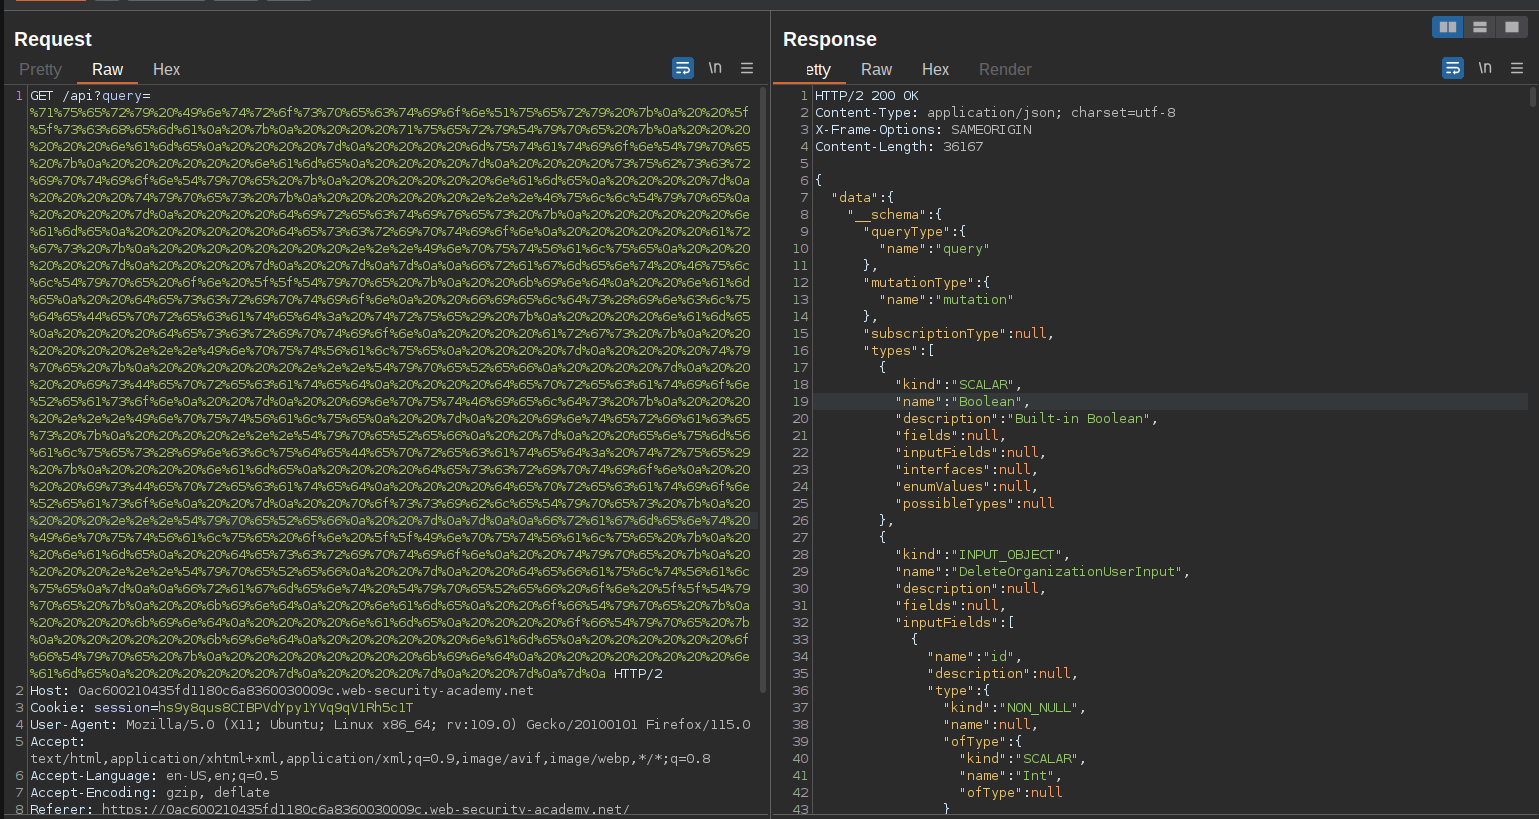 Request
Pretty Raw Hex
\n
1 GET /api?query=
%71%75%65%72%79%20%49%6e%74%72%6f%73%70%65%63%74%69%6f%6e%51%75%65%72%79%20%7b%0a%20%20%5f
%5f%73%63%68%65%6d%61%0a%20%7b%0a%20%20%20%20%71%75%65%72%79%54%79%70%65%20%7b%0a%20%20%20
%20%20%20%6e%61%6d%65%0a%20%20%20%20%7d%0a%20%20%20%20%6d%75%74%61%74%69%6f%6e%54%79%70%65
%20%7b%0a%20%20%20%20%20%20%6e%61%6d%65%0a%20%20%20%20%7d%0a%20%20%20%20%73%75%62%73%63%72
%69%70%74%69%6f%6e%54%79%70%65%20%7b%0a%20%20%20%20%20%20%6e%61%6d%65%0a%20%20%20%20%7d%0a
%20%20%20%20%74%79%70%65%73%20%7b%0a%20%20%20%20%20%20%2e%2e%2e%46%75%6c%6c%54%79%70%65%0a
%20%20%20%20%7d%0a%20%20%20%20%64%69%72%65%63%74%69%76%65%73%20%7b%0a%20%20%20%20%20%20%6e
%61%6d%65%0a%20%20%20%20%20%20%64%65%73%63%72%69%70%74%69%6f%6e%0a%20%20%20%20%20%20%61%72
%67%73%20%7b%0a%20%20%20%20%20%20%20%20%2e%2e%2e%49%6e%70%75%74%56%61%6c%75%65%0a%20%20%20
%20%20%20%7d%0a%20%20%20%20%7d%0a%20%20%7d%0a%7d%0a%0a%66%72%61%67%6d%65%6e%74%20%46%75%6c
%6c%54%79%70%65%20%6f%6e%20%5f%5f%54%79%70%65%20%7b%0a%20%20%6b%69%6e%64%0a%20%20%6e%61%6d
%65%0a%20%20%64%65%73%63%72%69%70%74%69%6f%6e%0a%20%20%66%69%65%6c%64%73%28%69%6e%63%6c%75
%64%65%44%65%70%72%65%63%61%74%65%64%3a%20%74%72%75%65%29%20%7b%0a%20%20%20%20%6e%61%6d%65
%0a%20%20%20%20%64%65%73%63%72%69%70%74%69%6f%6e%0a%20%20%20%20%61%72%67%73%20%7b%0a%20%20
%20%20%20%20%2e%2e%2e%49%6e%70%75%74%56%61%6c%75%65%0a%20%20%20%20%7d%0a%20%20%20%20%74%79
%70%65%20%7b%0a%20%20%20%20%20%20%2e%2e%2e%54%79%70%65%52%65%66%0a%20%20%20%20%7d%0a%20%20
%20%20%69%73%44%65%70%72%65%63%61%74%65%64%0a%20%20%20%20%64%65%70%72%65%63%61%74%69%6f%6e
%52%65%61%73%6f%6e%0a%20%20%7d%0a%20%20%69%6e%70%75%74%46%69%65%6c%64%73%20%7b%0a%20%20%20
%20%2e%2e%2e%49%6e%70%75%74%56%61%6c%75%65%0a%20%20%7d%0a%20%20%69%6e%74%65%72%66%61%63%65
%73%20%7b%0a%20%20%20%20%2e%2e%2e%54%79%70%65%52%65%66%0a%20%20%7d%0a%20%20%65%6e%75%6d%56
%61%6c%75%65%73%28%69%6e%63%6c%75%64%65%44%65%70%72%65%63%61%74%65%64%3a%20%74%72%75%65%29
%20%7b%0a%20%20%20%20%6e%61%6d%65%0a%20%20%20%20%64%65%73%63%72%69%70%74%69%6f%6e%0a%20%20
%20%20%69%73%44%65%70%72%65%63%61%74%65%64%0a%20%20%20%20%64%65%70%72%65%63%61%74%69%6f%6e
%52%65%61%73%6f%6e%0a%20%20%7d%0a%20%20%70%6f%73%73%69%62%6c%65%54%79%70%65%73%20%7b%0a%20
%20%20%20%2e%2e%2e%54%79%70%65%52%65%66%0a%20%20%7d%0a%7d%0a%0a%66%72%61%67%6d%65%6e%74%20
%49%6e%70%75%74%56%61%6c%75%65%20%6f%6e%20%5f%5f%49%6e%70%75%74%56%61%6c%75%65%20%7b%0a%20
%20%6e%61%6d%65%0a%20%20%64%65%73%63%72%69%70%74%69%6f%6e%0a%20%20%74%79%70%65%20%7b%0a%20
%20%20%20%2e%2e%2e%54%79%70%65%52%65%66%0a%20%20%7d%0a%20%20%64%65%66%61%75%6c%74%56%61%6c
%75%65%0a%7d%0a%0a%66%72%61%67%6d%65%6e%74%20%54%79%70%65%52%65%66%20%6f%6e%20%5f%5f%54%79
%70%65%20%7b%0a%20%20%6b%69%6e%64%0a%20%20%6e%61%6d%65%0a%20%20%6f%66%54%79%70%65%20%7b%0a
%20%20%20%20%6b%69%6e%64%0a%20%20%20%20%6e%61%6d%65%0a%20%20%20%20%6f%66%54%79%70%65%20%7b
%0a%20%20%20%20%20%20%6b%69%6e%64%0a%20%20%20%20%20%20%6e%61%6d%65%0a%20%20%20%20%20%20%6f
%66%54%79%70%65%20%7b%0a%20%20%20%20%20%20%20%20%6b%69%6e%64%0a%20%20%20%20%20%20%20%20%6e
%61%6d%65%0a%20%20%20%20%20%20%7d%0a%20%20%20%20%7d%0a%20%20%7d%0a%7d%0a HTTP/2
2 Host: 0ac600210435fd1180c6a8360030009c.web-security-academy.net
3 Cookie: session=hs9y8qus8CIBPVdYpy1YVq9qV1Rh5c1T
4 User-Agent: Mozilla/5.0 (X11; Ubuntu; Linux x86_64; rv:109.0) Gecko/20100101 Firefox/115.0
5 Accept:
text/html,application/xhtml+xml,application/xml;q=0.9,image/avif,image/webp,*/*;q=0.8
6 Accept-Language: en-US,en;q=0.5
7 Accept-Encoding: gzip, deflate
8 Referer: https://0ac600210435fd1180c6a8360030009c.web-security-academy.net/
Response
etty Raw Hex Render
\n
1 HTTP/2 200 OK
2 Content-Type: application/json; charset=utf-8
3 X-Frame-Options: SAMEORIGIN
4 Content-Length: 36167
5
6 {
7 "data":{
8 "__schema":{
9 "queryType":{
10 "name":"query"
11 },
12 "mutationType":{
13 "name":"mutation"
14 },
15 "subscriptionType":null,
16 "types":[
17 {
18 "kind":"SCALAR",
19 "name":"Boolean",
20 "description":"Built-in Boolean",
21 "fields":null,
22 "inputFields":null,
23 "interfaces":null,
24 "enumValues":null,
25 "possibleTypes":null
26 },
27 {
28 "kind":"INPUT_OBJECT",
29 "name":"DeleteOrganizationUserInput",
30 "description":null,
31 "fields":null,
32 "inputFields":[
33 {
34 "name":"id",
35 "description":null,
36 "type":{
37 "kind":"NON_NULL",
38 "name":null,
39 "ofType":{
40 "kind":"SCALAR",
41 "name":"Int",
42 "ofType":null
43 }